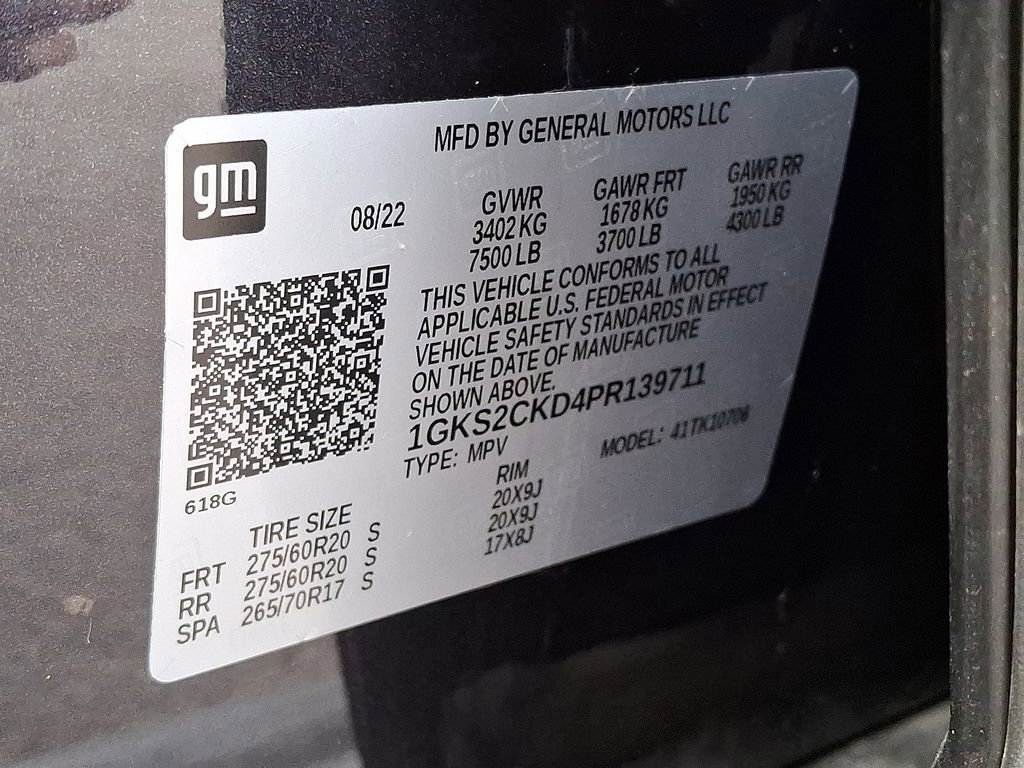 gm
MFD BY GENERAL MOTORS LLC
08/22
GVWR GAWR FRT GAWR RR
3402 KG 1678 KG 1950 KG
7500 LB 3700 LB 4300 LB
THIS VEHICLE CONFORMS TO ALL
APPLICABLE U.S. FEDERAL MOTOR
VEHICLE SAFETY STANDARDS IN EFFECT
ON THE DATE OF MANUFACTURE
SHOWN ABOVE.
1GKS2CKD4PR139711
TYPE: MPV MODEL: 41TK10706
618G
TIRE SIZE RIM
FRT 275/60R20 S 20X9J
RR 275/60R20 S 20X9J
SPA 265/70R17 S 17X8J